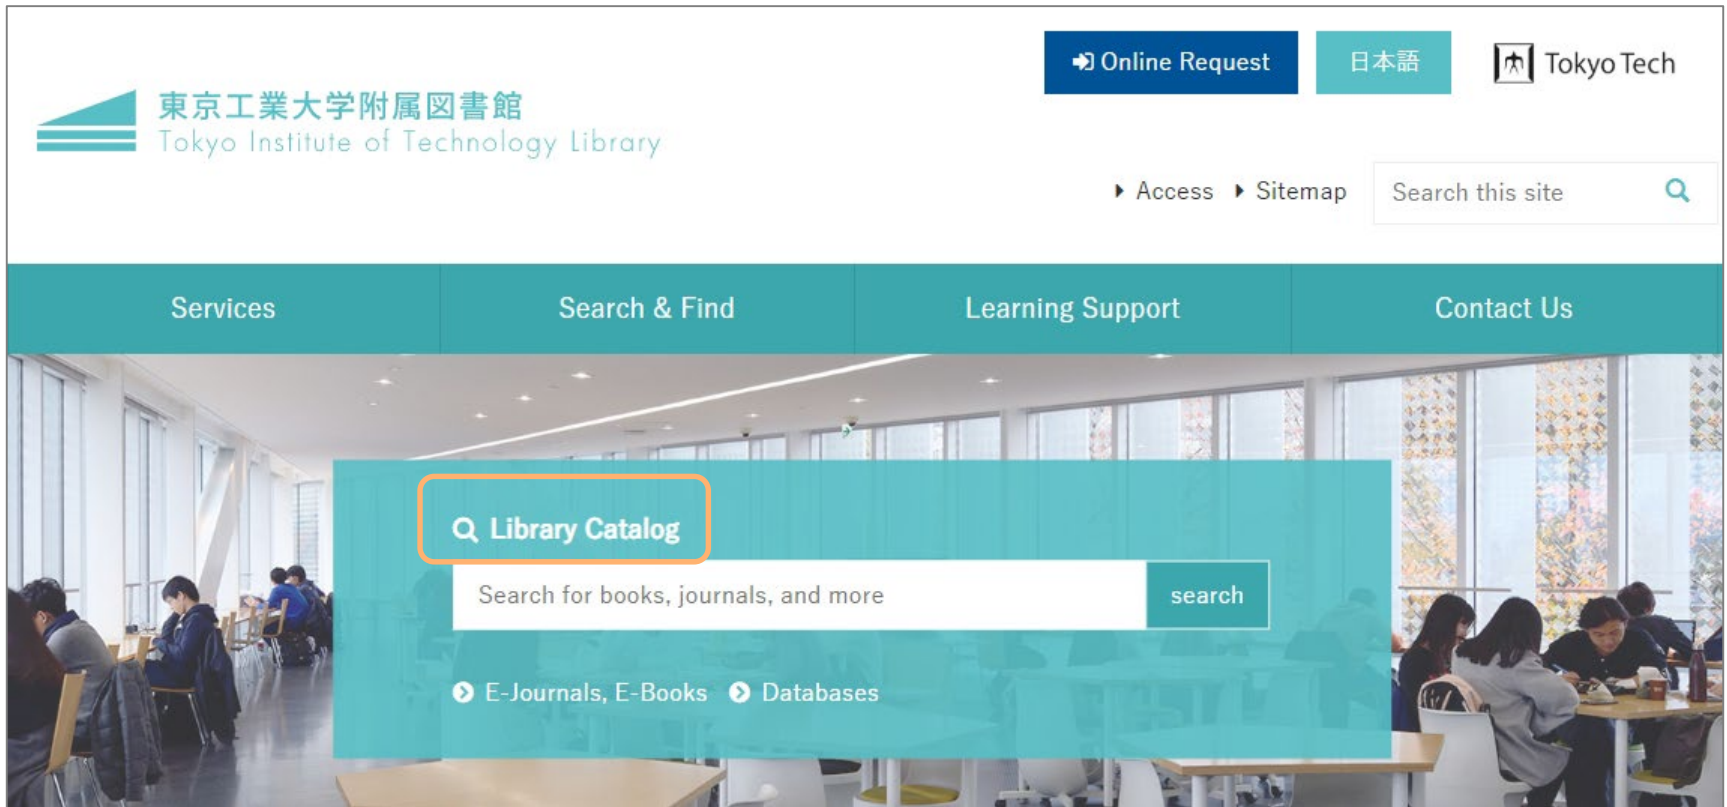 Online Request
日本語
Tokyo Tech
東京工業大学附属図書館
Tokyo Institute of Technology Library
Access
Sitemap
Search this site
Services
Search & Find
Learning Support
Contact Us
Library Catalog
Search for books, journals, and more
search
E-Journals, E-Books
Databases